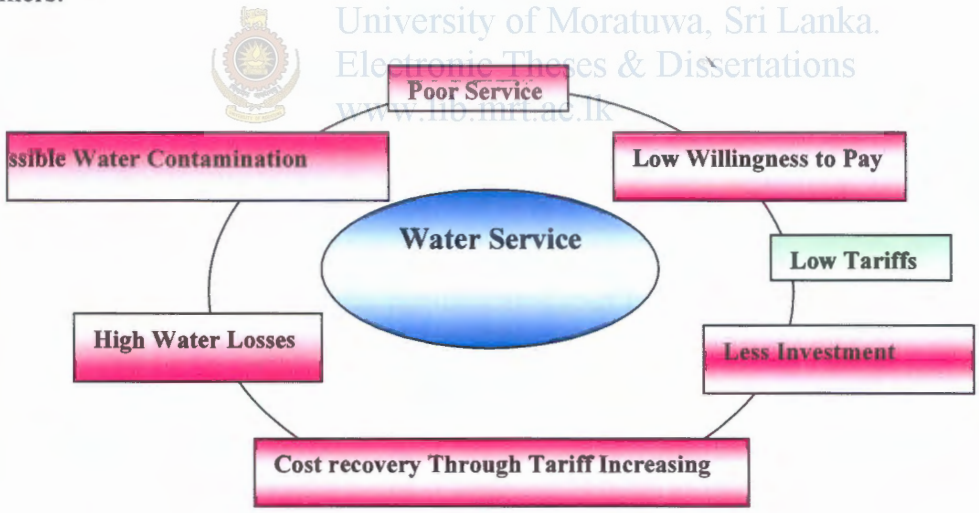 University of Moratuwa, Sri Lanka.
Electronic Theses & Dissertations
www.lib.mrt.ac.lk
Poor Service
ssible Water Contamination
Low Willingness to Pay
Water Service
Low Tariffs
High Water Losses
Less Investment
Cost recovery Through Tariff Increasing